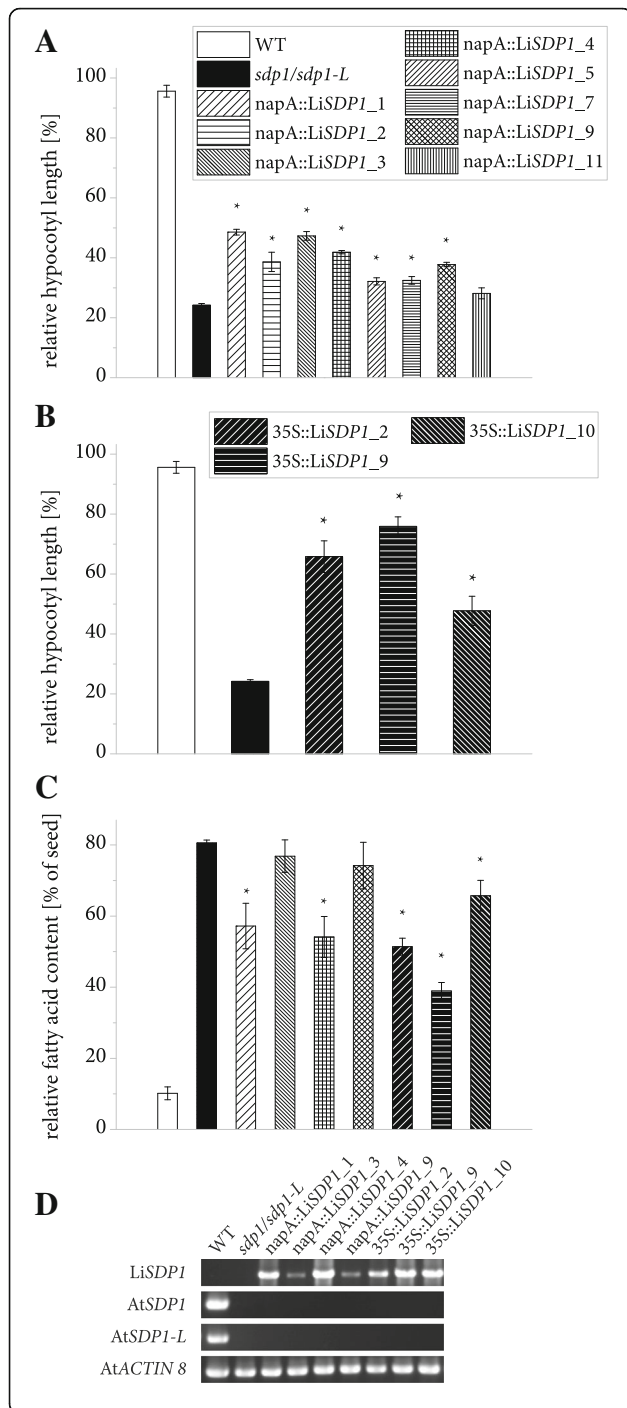 A
WT
sdp1/sdp1-L
napA::LiSDP1_1
napA::LiSDP1_2
napA::LiSDP1_3
napA::LiSDP1_4
napA::LiSDP1_5
napA::LiSDP1_7
napA::LiSDP1_9
napA::LiSDP1_11
relative hypocotyl length [%]
100
80
60
40
20
0
* * * * * * *
B
35S::LiSDP1_2
35S::LiSDP1_9
35S::LiSDP1_10
relative hypocotyl length [%]
100
80
60
40
20
0
* * *
C
relative fatty acid content [% of seed]
80
60
40
20
0
* * * * *
D
WT
sdp1/sdp1-L
napA::LiSDP1_1
napA::LiSDP1_3
napA::LiSDP1_4
napA::LiSDP1_9
35S::LiSDP1_2
35S::LiSDP1_9
35S::LiSDP1_10
LiSDP1
AtSDP1
AtSDP1-L
AtACTIN 8